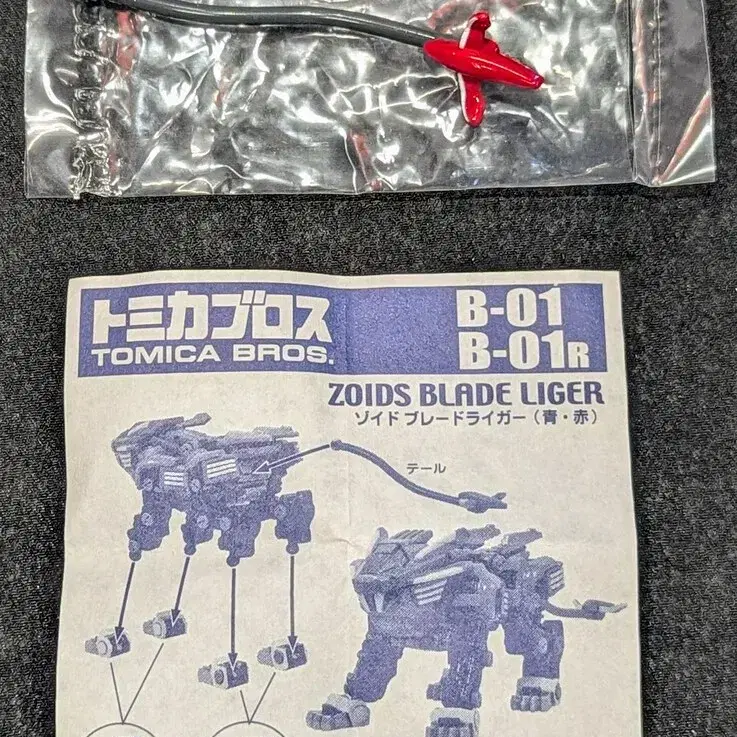 トミカブロス
TOMICA BROS.
B-01
B-01R
ZOIDS BLADE LIGER
ゾイド ブレードライガー（青・赤）
テール